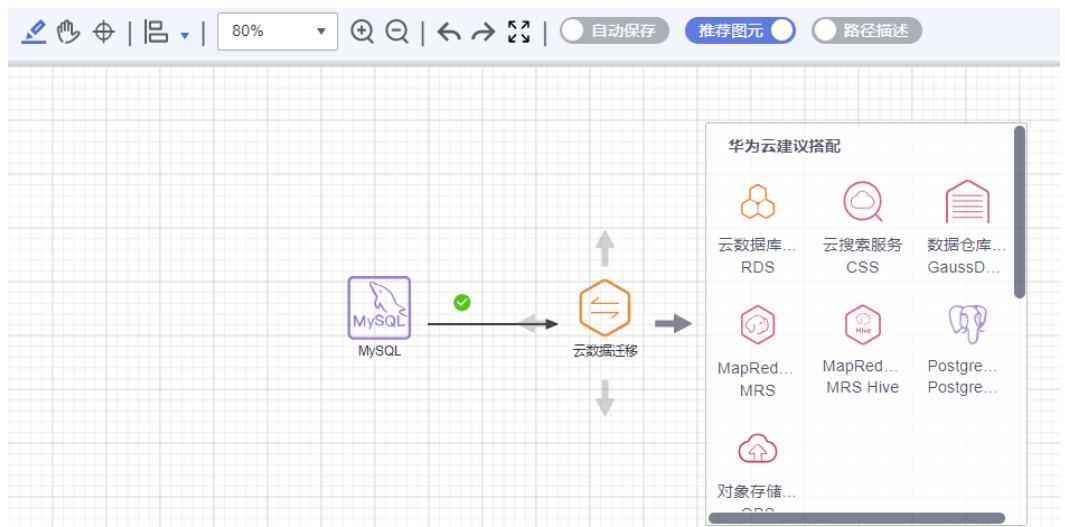 80%
自动保存
推荐图元
路径描述
华为云建议搭配
云数据库...
RDS
云搜索服务
CSS
数据仓库...
GaussD...
MySQL
MySQL
云数据迁移
MapRed...
MRS
Hive
MapRed...
MRS Hive
Postgre...
Postgre...
对象存储...